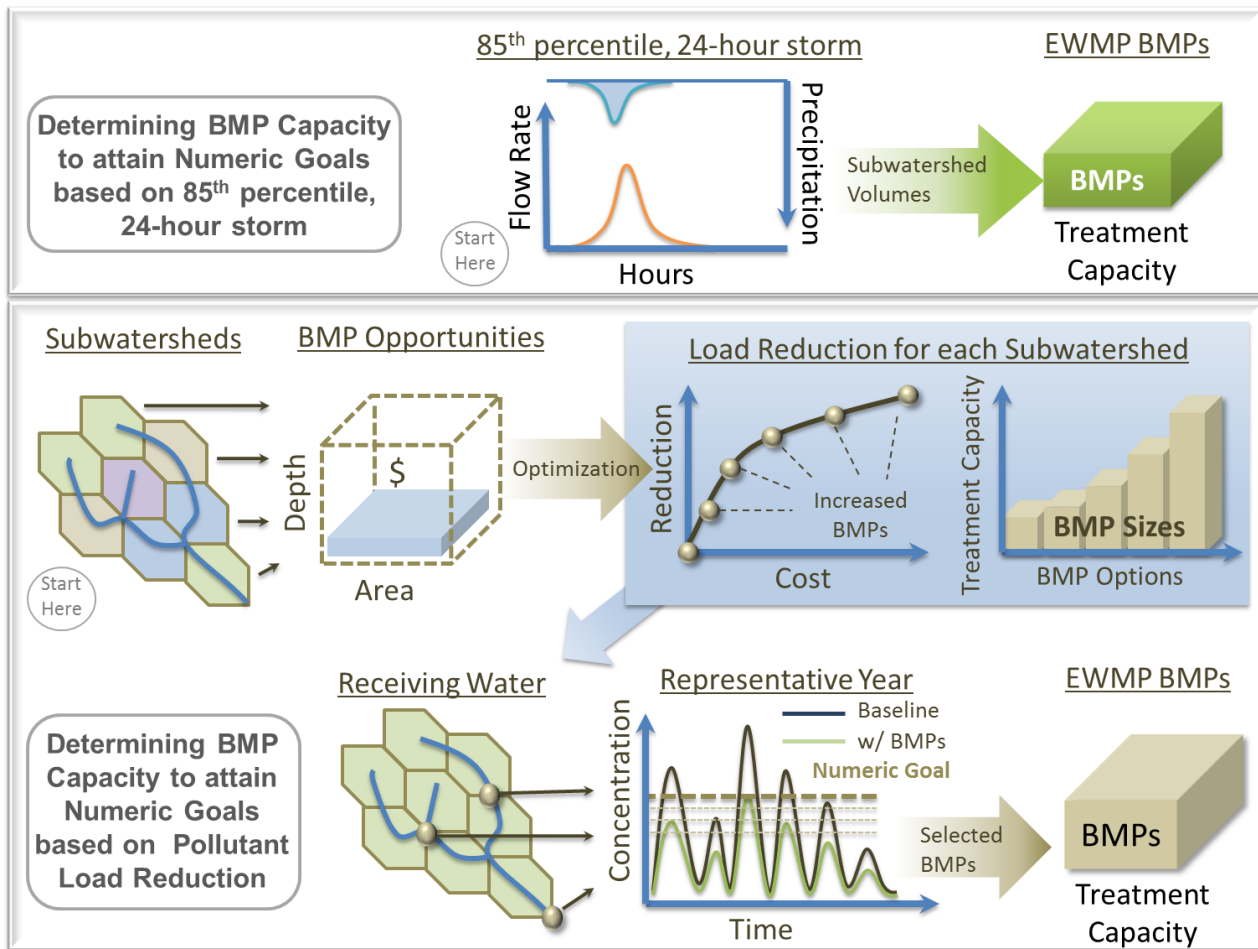 85th percentile, 24-hour storm
EWMP BMPs
Determining BMP Capacity
to attain Numeric Goals
based on 85th percentile,
24-hour storm
Flow Rate
Precipitation
Hours
Start
Here
Subwatershed
Volumes
BMPs
Treatment
Capacity
Subwatersheds
BMP Opportunities
Load Reduction for each Subwatershed
Start
Here
Depth
$
Area
Optimization
Reduction
Increased
BMPs
Cost
Treatment Capacity
BMP Sizes
BMP Options
Receiving Water
Representative Year
EWMP BMPs
Determining BMP
Capacity to attain
Numeric Goals
based on Pollutant
Load Reduction
Concentration
Baseline
w/ BMPs
Numeric Goal
Time
Selected
BMPs
BMPs
Treatment
Capacity